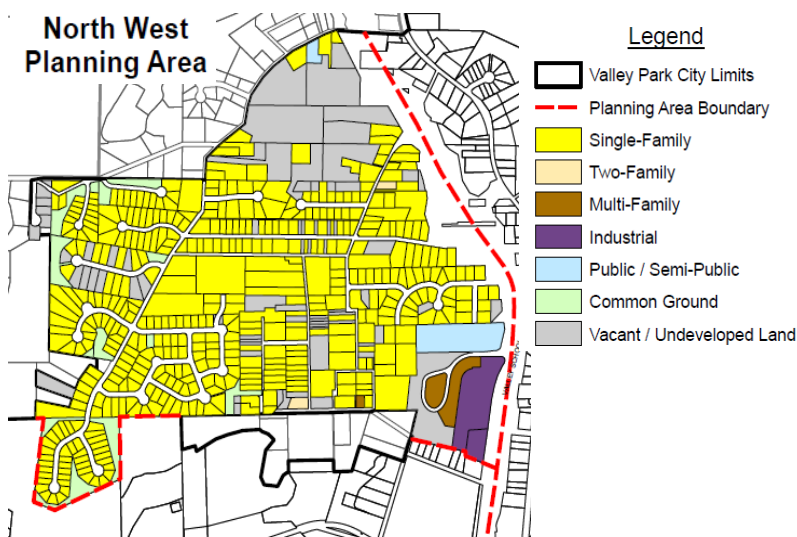 North West
Planning Area
Legend
Valley Park City Limits
Planning Area Boundary
Single-Family
Two-Family
Multi-Family
Industrial
Public / Semi-Public
Common Ground
Vacant / Undeveloped Land